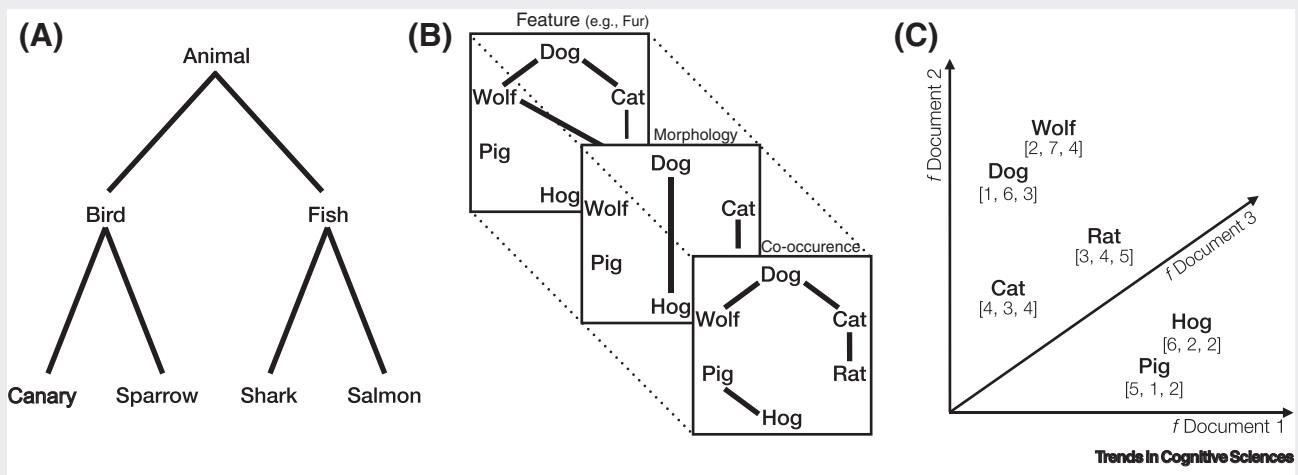 (A)
Animal
Bird
Fish
Canary
Sparrow
Shark
Salmon
(B)
Feature (e.g., Fur)
Dog
Wolf
Cat
Pig
Hog
Morphology
Dog
Wolf
Cat
Pig
Hog
Co-occurence
Dog
Wolf
Cat
Pig
Rat
Hog
(C)
f Document 2
Wolf
[2, 7, 4]
Dog
[1, 6, 3]
Rat
[3, 4, 5]
f Document 3
Cat
[4, 3, 4]
Hog
[6, 2, 2]
Pig
[5, 1, 2]
f Document 1
Trends in Cognitive Sciences